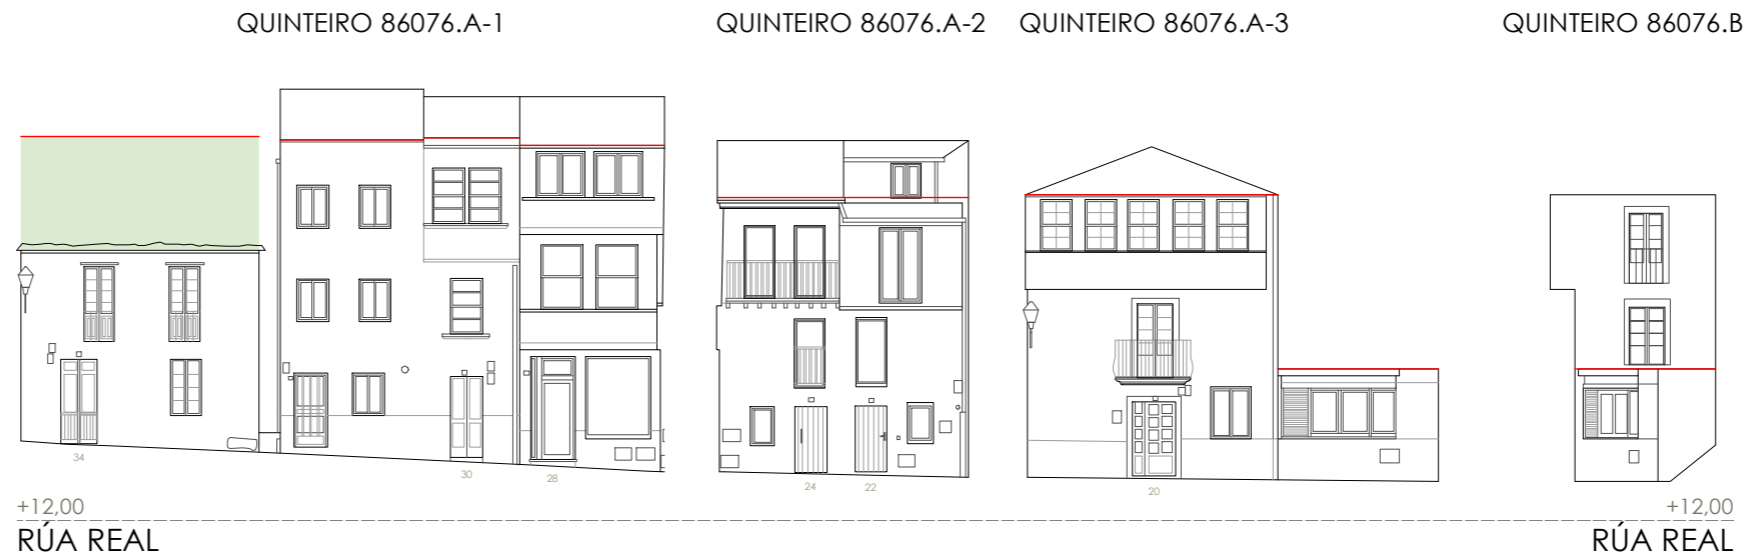 QUINTEIRO 86076.A-1 QUINTEIRO 86076.A-2 QUINTEIRO 86076.A-3 QUINTEIRO 86076.B
34 30 28 24 22 20
+12,00 +12,00
RÚA REAL RÚA REAL